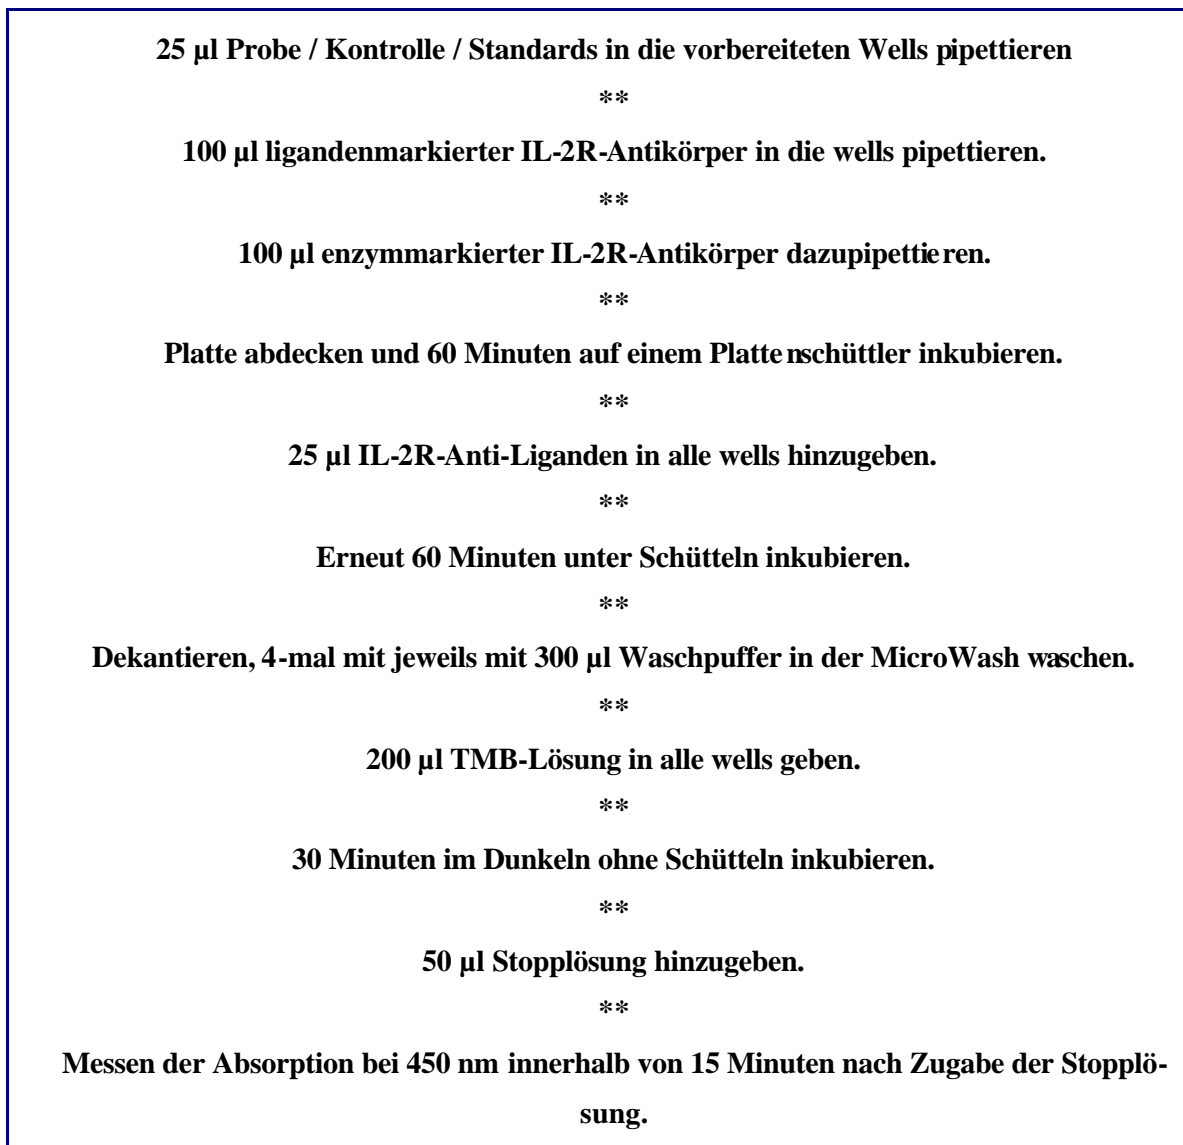 25 µl Probe / Kontrolle / Standards in die vorbereiteten Wells pipettieren
**
100 µl ligandenmarkierter IL-2R-Antikörper in die wells pipettieren.
**
100 µl enzymmarkierter IL-2R-Antikörper dazupipettieren.
**
Platte abdecken und 60 Minuten auf einem Plattenschüttler inkubieren.
**
25 µl IL-2R-Anti-Liganden in alle wells hinzugeben.
**
Erneut 60 Minuten unter Schütteln inkubieren.
**
Dekantieren, 4-mal mit jeweils mit 300 µl Waschpuffer in der MicroWash waschen.
**
200 µl TMB-Lösung in alle wells geben.
**
30 Minuten im Dunkeln ohne Schütteln inkubieren.
**
50 µl Stopplösung hinzugeben.
**
Messen der Absorption bei 450 nm innerhalb von 15 Minuten nach Zugabe der Stopplö-
sung.